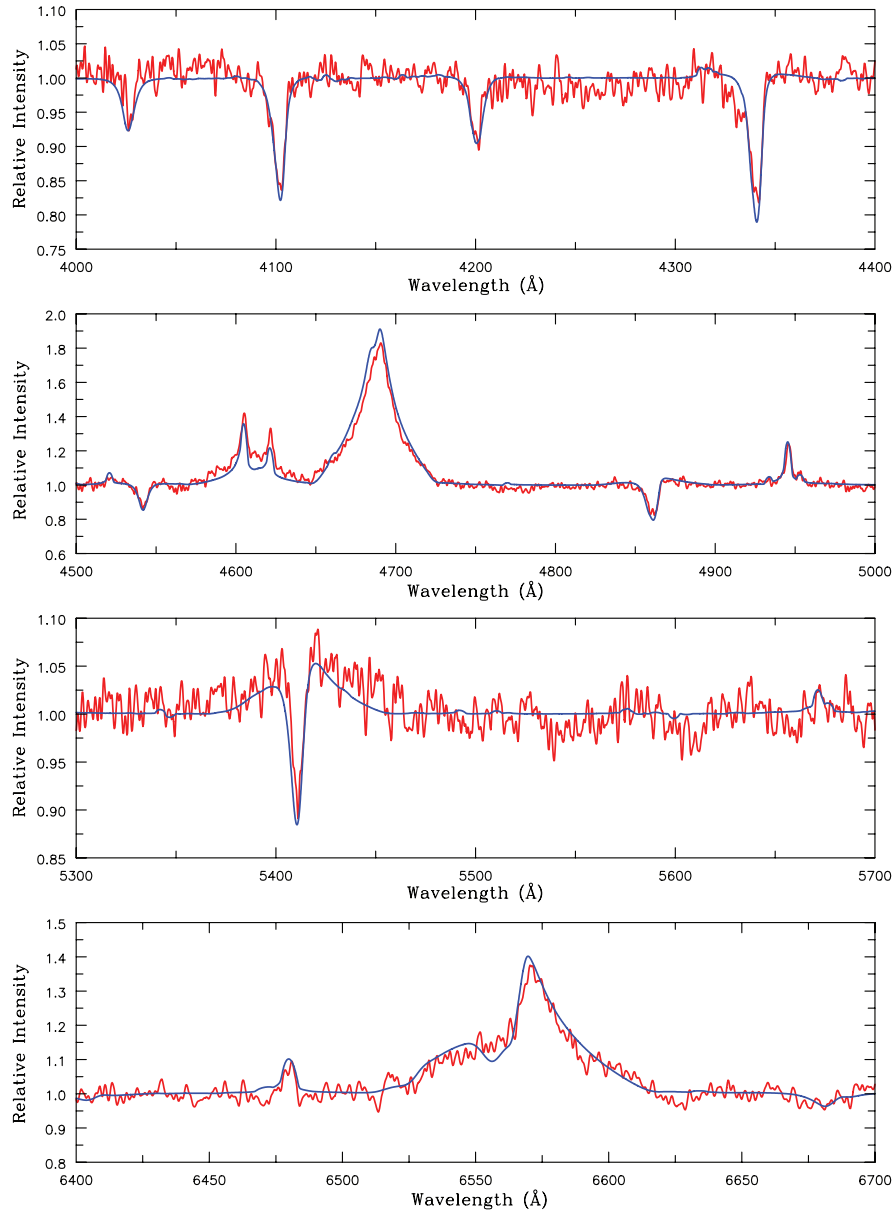 1.10
1.05
1.00
0.95
0.90
0.85
0.80
0.75
Relative Intensity
4000 4100 4200 4300 4400
Wavelength (Å)
2.0
1.8
1.6
1.4
1.2
1.0
0.8
0.6
Relative Intensity
4500 4600 4700 4800 4900 5000
Wavelength (Å)
1.10
1.05
1.00
0.95
0.90
0.85
Relative Intensity
5300 5400 5500 5600 5700
Wavelength (Å)
1.5
1.4
1.3
1.2
1.1
1.0
0.9
0.8
Relative Intensity
6400 6450 6500 6550 6600 6650 6700
Wavelength (Å)